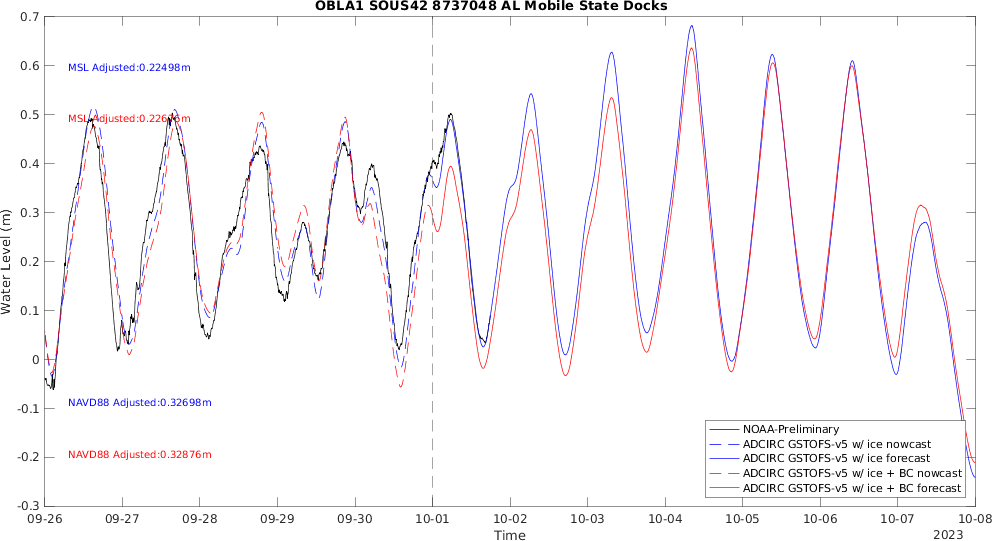 OBLA1 SOUS42 8737048 AL Mobile State Docks
Water Level (m)
0.7
0.6
0.5
0.4
0.3
0.2
0.1
0
-0.1
-0.2
-0.3
MSL Adjusted:0.22498m
MSL Adjusted:
NAVD88 Adjusted:0.32698m
NAVD88 Adjusted:0.32876m
NOAA-Preliminary
ADCIRC GSTOFS-v5 w/ ice nowcast
ADCIRC GSTOFS-v5 w/ ice forecast
ADCIRC GSTOFS-v5 w/ ice + BC nowcast
ADCIRC GSTOFS-v5 w/ ice + BC forecast
09-26 09-27 09-28 09-29 09-30 10-01 10-02 10-03 10-04 10-05 10-06 10-07 10-08
Time
2023